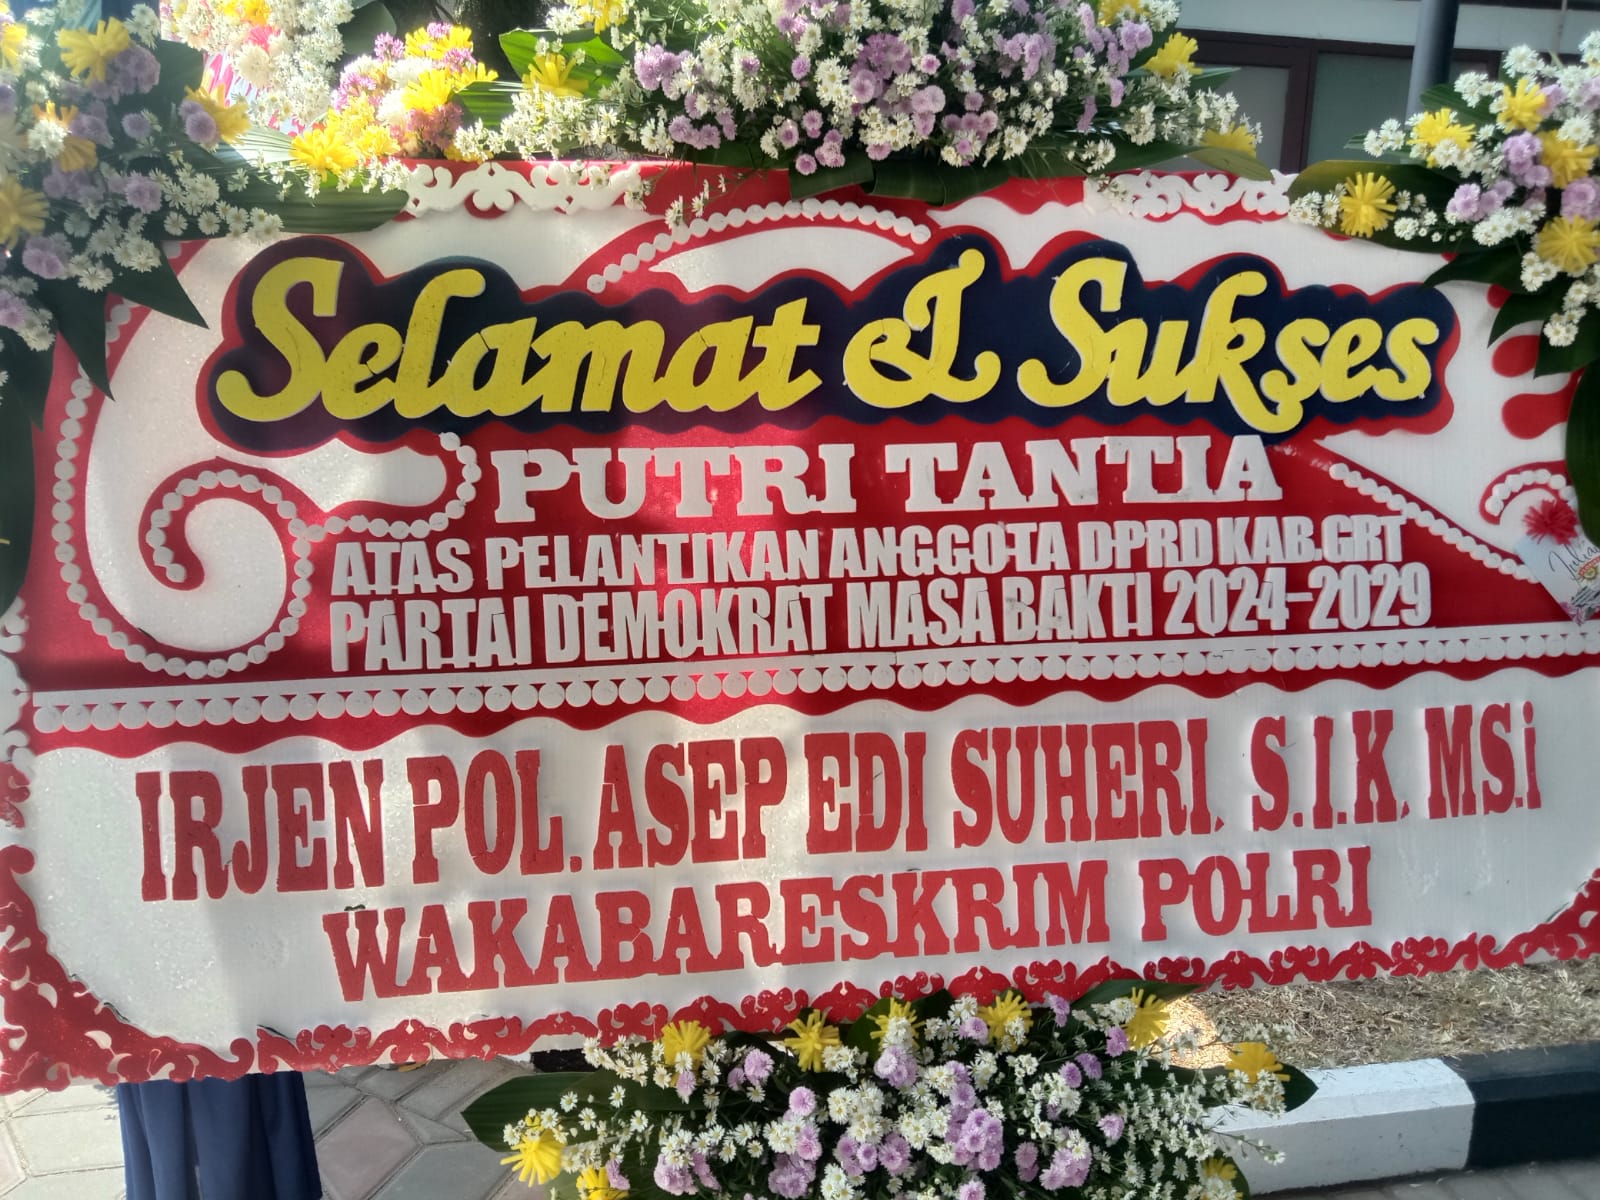 Selamat & Sukses
PUTRI TANTIA
ATAS PELANTIKAN ANGGOTA DPRD KAB.GRT
PARTAI DEMOKRAT MASA BAKTI 2024-2029
IRJEN POL. ASEP EDI SUHERI, S.I.K, MS.i
WAKABARESKRIM POLRI